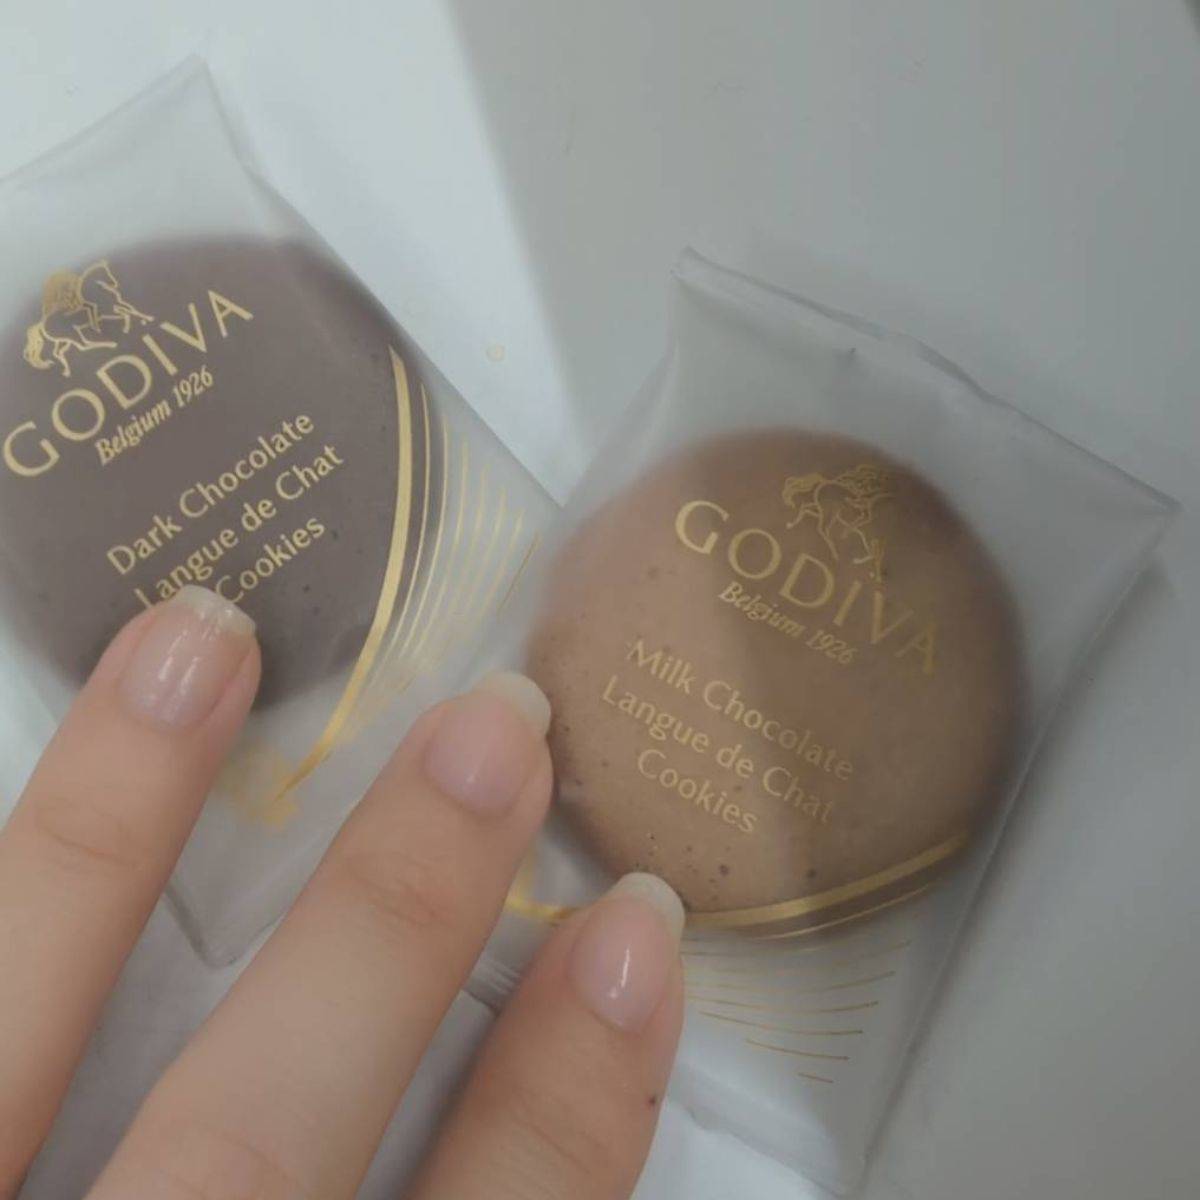 GODIVA
Belgium 1926
Dark Chocolate
Langue de Chat
Cookies
GODIVA
Belgium 1926
Milk Chocolate
Langue de Chat
Cookies